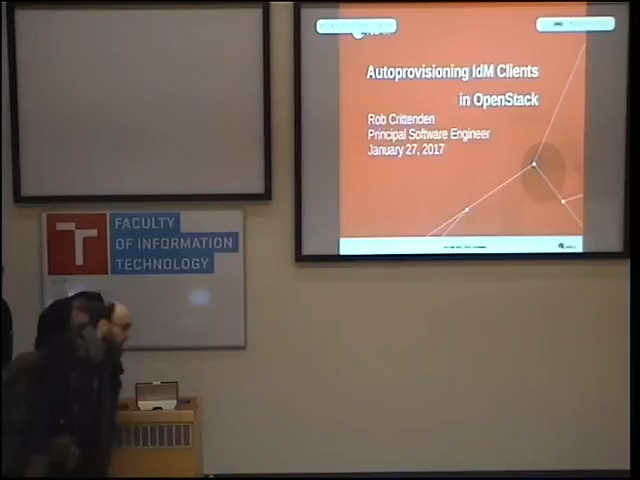 Autoprovisioning IdM Clients
in OpenStack
Rob Crittenden
Principal Software Engineer
January 27, 2017
FACULTY
OF INFORMATION
TECHNOLOGY